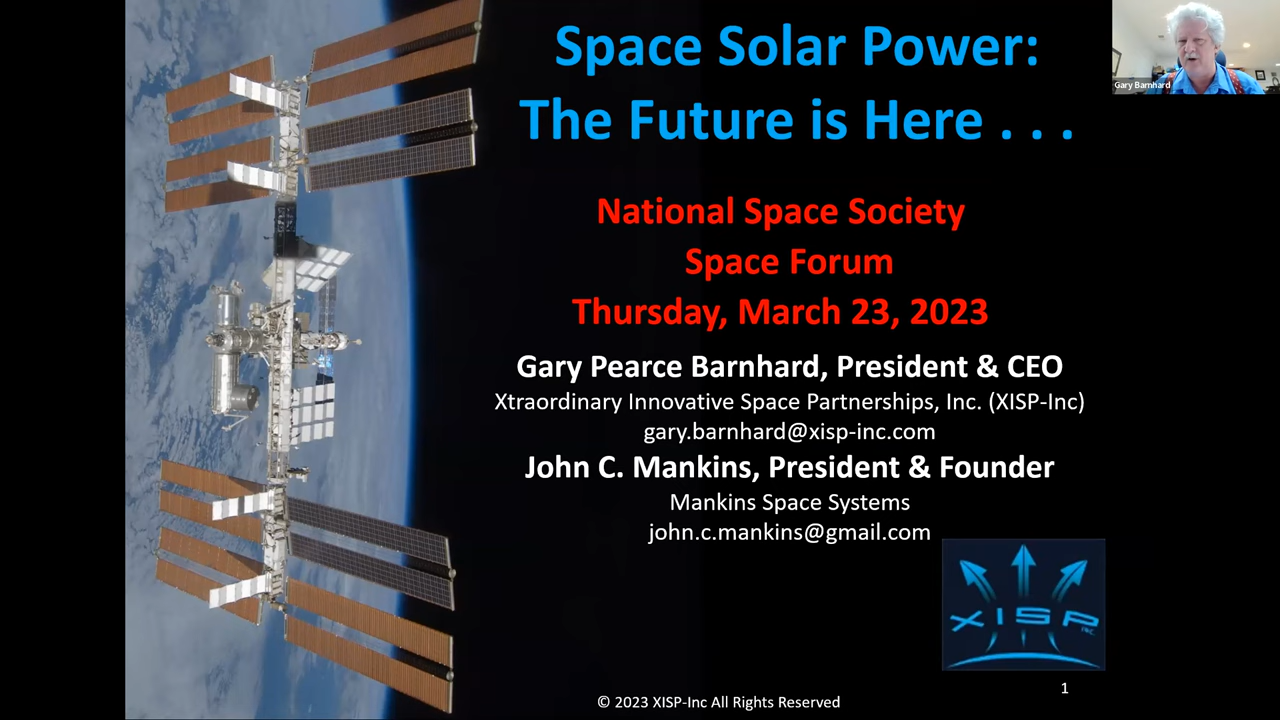 Space Solar Power:
The Future is Here . . .
Gary Barnhard
National Space Society
Space Forum
Thursday, March 23, 2023
Gary Pearce Barnhard, President & CEO
Xtraordinary Innovative Space Partnerships, Inc. (XISP-Inc)
gary.barnhard@xisp-inc.com
John C. Mankins, President & Founder
Mankins Space Systems
john.c.mankins@gmail.com
XISP
INC.
1
© 2023 XISP-Inc All Rights Reserved